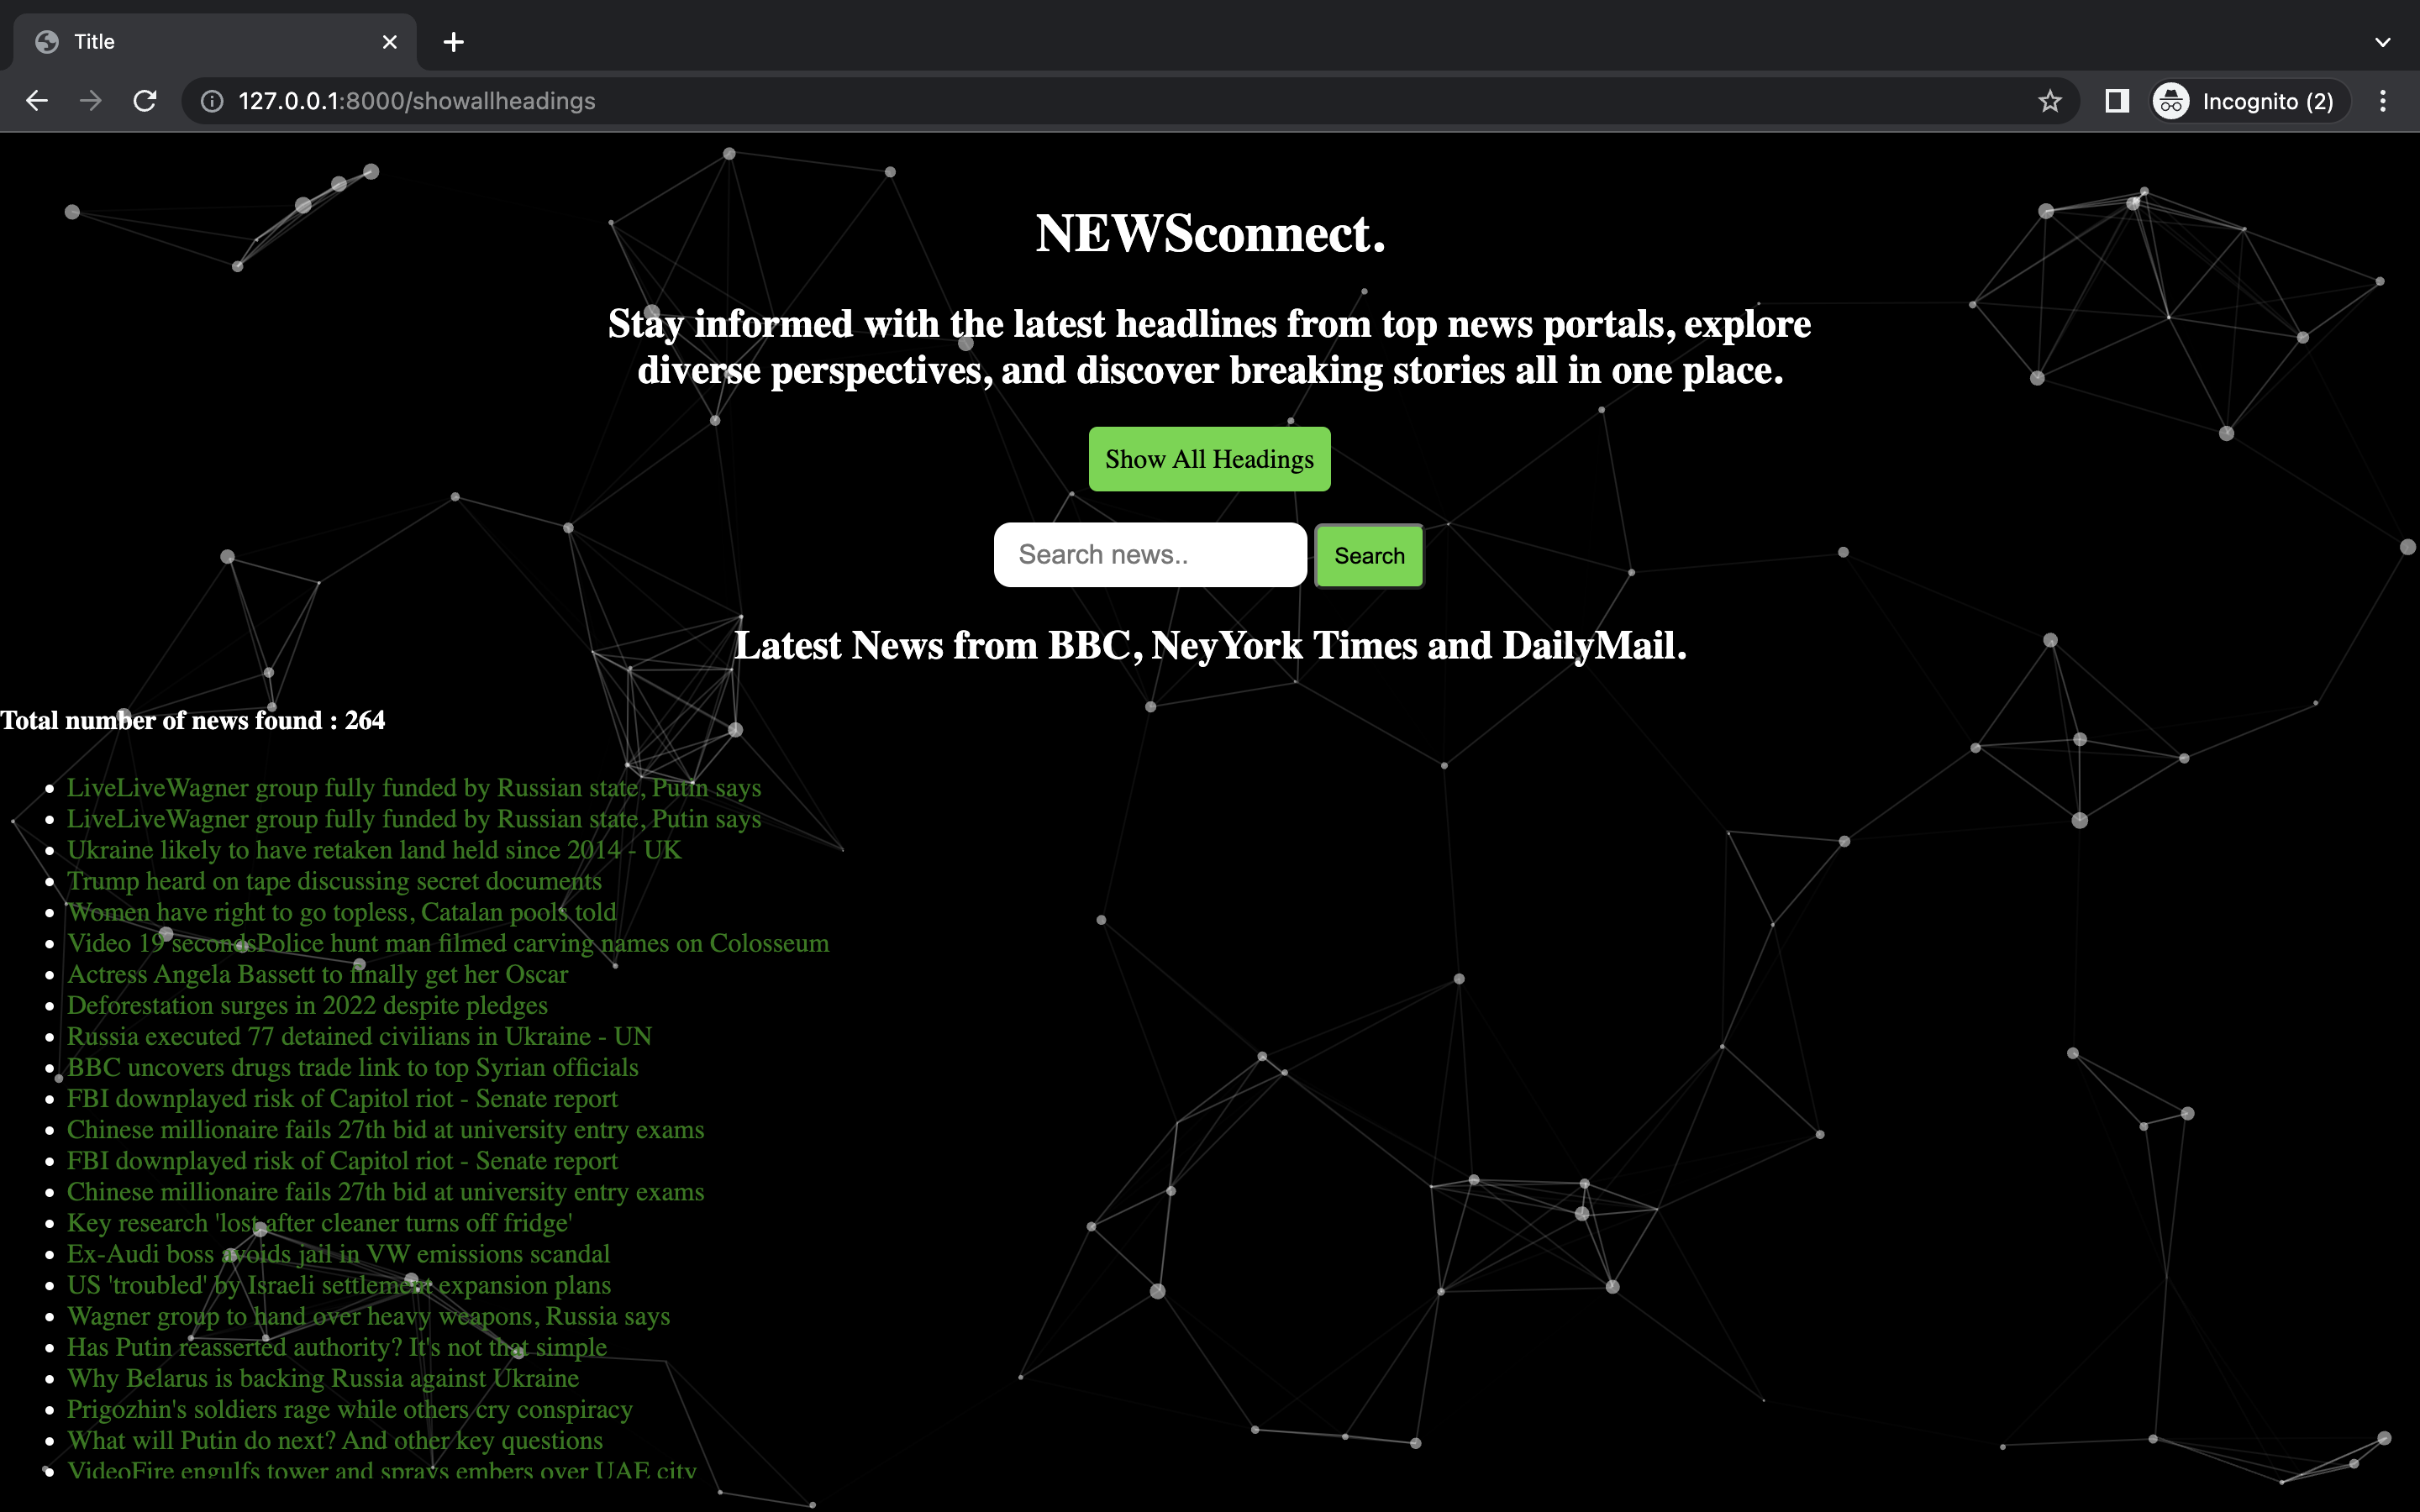 Title
127.0.0.1:8000/showallheadings
Incognito (2)
NEWSconnect.
Stay informed with the latest headlines from top news portals, explore
diverse perspectives, and discover breaking stories all in one place.
Show All Headings
Search news..
Search
Latest News from BBC, NeyYork Times and DailyMail.
Total number of news found : 264
LiveLiveWagner group fully funded by Russian state, Putin says
LiveLiveWagner group fully funded by Russian state, Putin says
Ukraine likely to have retaken land held since 2014 - UK
Trump heard on tape discussing secret documents
Women have right to go topless, Catalan pools told
Video 19 secondsPolice hunt man filmed carving names on Colosseum
Actress Angela Bassett to finally get her Oscar
Deforestation surges in 2022 despite pledges
Russia executed 77 detained civilians in Ukraine - UN
BBC uncovers drugs trade link to top Syrian officials
FBI downplayed risk of Capitol riot - Senate report
Chinese millionaire fails 27th bid at university entry exams
FBI downplayed risk of Capitol riot - Senate report
Chinese millionaire fails 27th bid at university entry exams
Key research 'lost after cleaner turns off fridge'
Ex-Audi boss avoids jail in VW emissions scandal
US 'troubled' by Israeli settlement expansion plans
Wagner group to hand over heavy weapons, Russia says
Has Putin reasserted authority? It's not that simple
Why Belarus is backing Russia against Ukraine
Prigozhin's soldiers rage while others cry conspiracy
What will Putin do next? And other key questions
VideoFire engulfs tower and sprays embers over UAE city